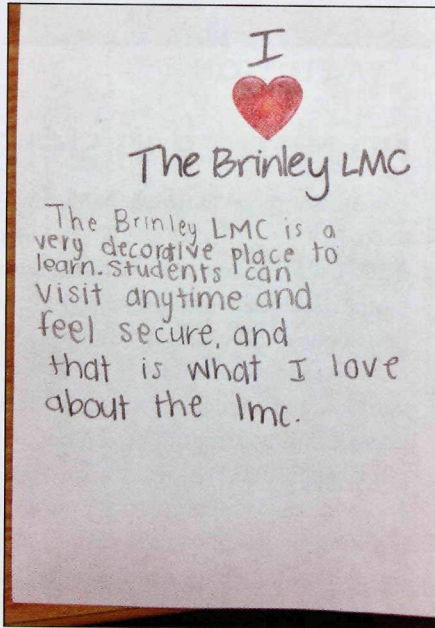 I
The Brinley LMC
The Brinley LMC is a
very decorative place to
learn. Students can
visit anytime and
feel secure, and
that is what I love
about the lmc.